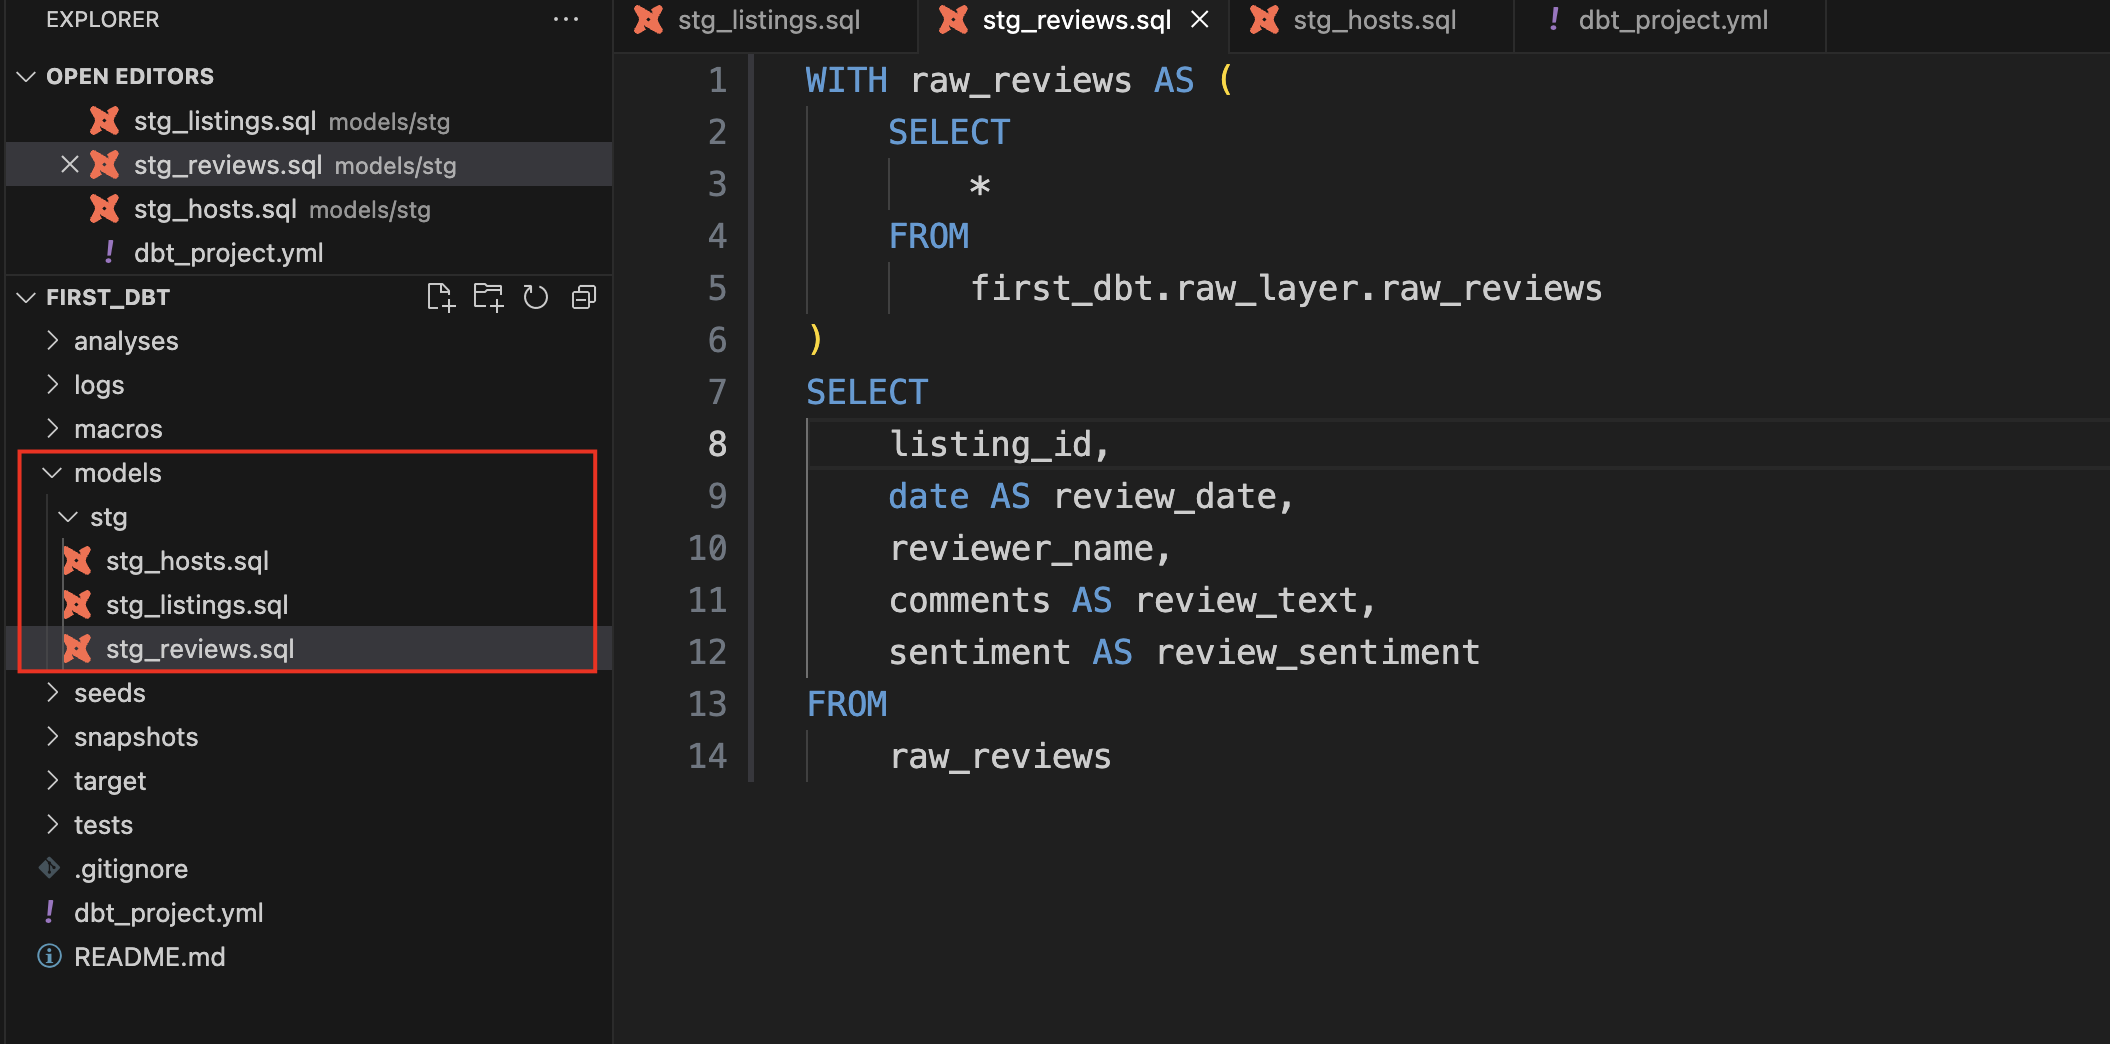 EXPLORER
OPEN EDITORS
stg_listings.sql models/stg
stg_reviews.sql models/stg
stg_hosts.sql models/stg
! dbt_project.yml
FIRST_DBT
analyses
logs
macros
models
stg
stg_hosts.sql
stg_listings.sql
stg_reviews.sql
seeds
snapshots
target
tests
.gitignore
! dbt_project.yml
README.md
stg_listings.sql
stg_reviews.sql
stg_hosts.sql
! dbt_project.yml
1 WITH raw_reviews AS (
2 SELECT
3 *
4 FROM
5 first_dbt.raw_layer.raw_reviews
6 )
7 SELECT
8 listing_id,
9 date AS review_date,
10 reviewer_name,
11 comments AS review_text,
12 sentiment AS review_sentiment
13 FROM
14 raw_reviews